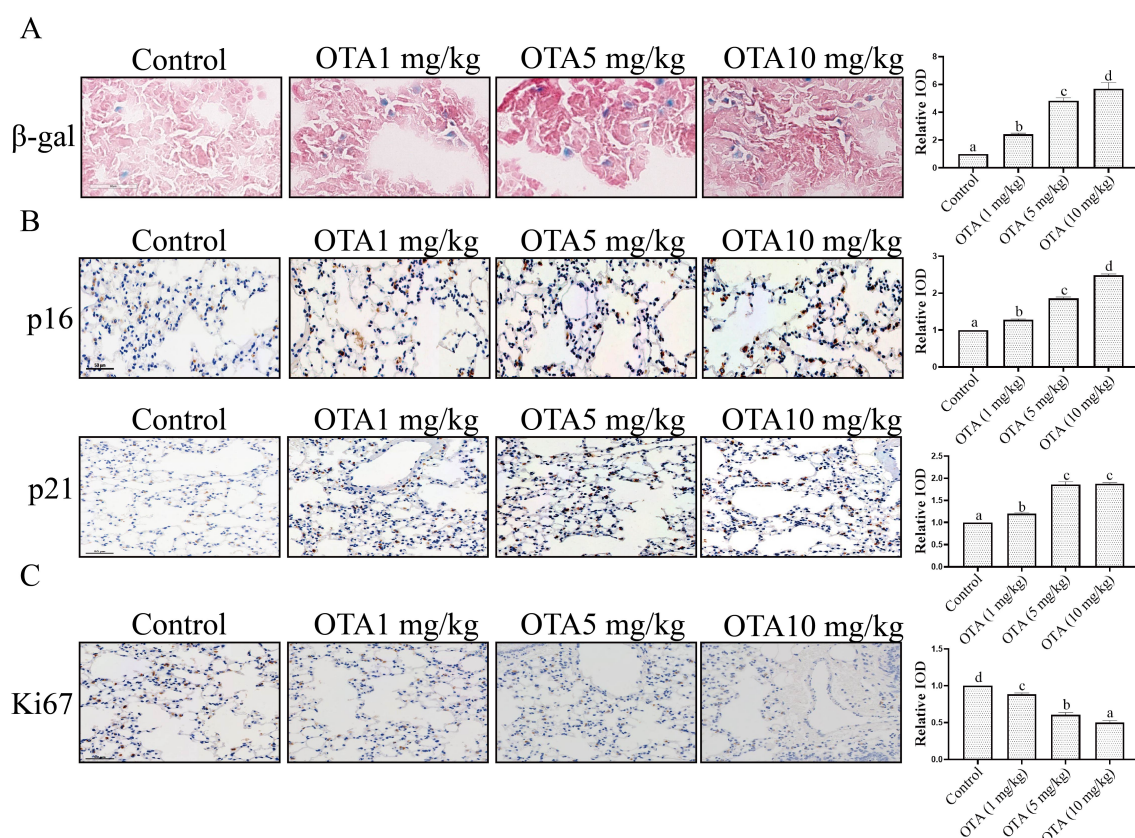 A
Control OTA1 mg/kg OTA5 mg/kg OTA10 mg/kg
β-gal
Relative IOD
8
6
4
2
0
a b c d
Control OTA (1 mg/kg) OTA (5 mg/kg) OTA (10 mg/kg)
B
Control OTA1 mg/kg OTA5 mg/kg OTA10 mg/kg
p16
50 μm
Relative IOD
3
2
1
0
a b c d
Control OTA (1 mg/kg) OTA (5 mg/kg) OTA (10 mg/kg)
Control OTA1 mg/kg OTA5 mg/kg OTA10 mg/kg
p21
Relative IOD
2.5
2.0
1.5
1.0
0.5
0.0
a b c c
Control OTA (1 mg/kg) OTA (5 mg/kg) OTA (10 mg/kg)
C
Control OTA1 mg/kg OTA5 mg/kg OTA10 mg/kg
Ki67
Relative IOD
1.5
1.0
0.5
0.0
d c b a
Control OTA (1 mg/kg) OTA (5 mg/kg) OTA (10 mg/kg)